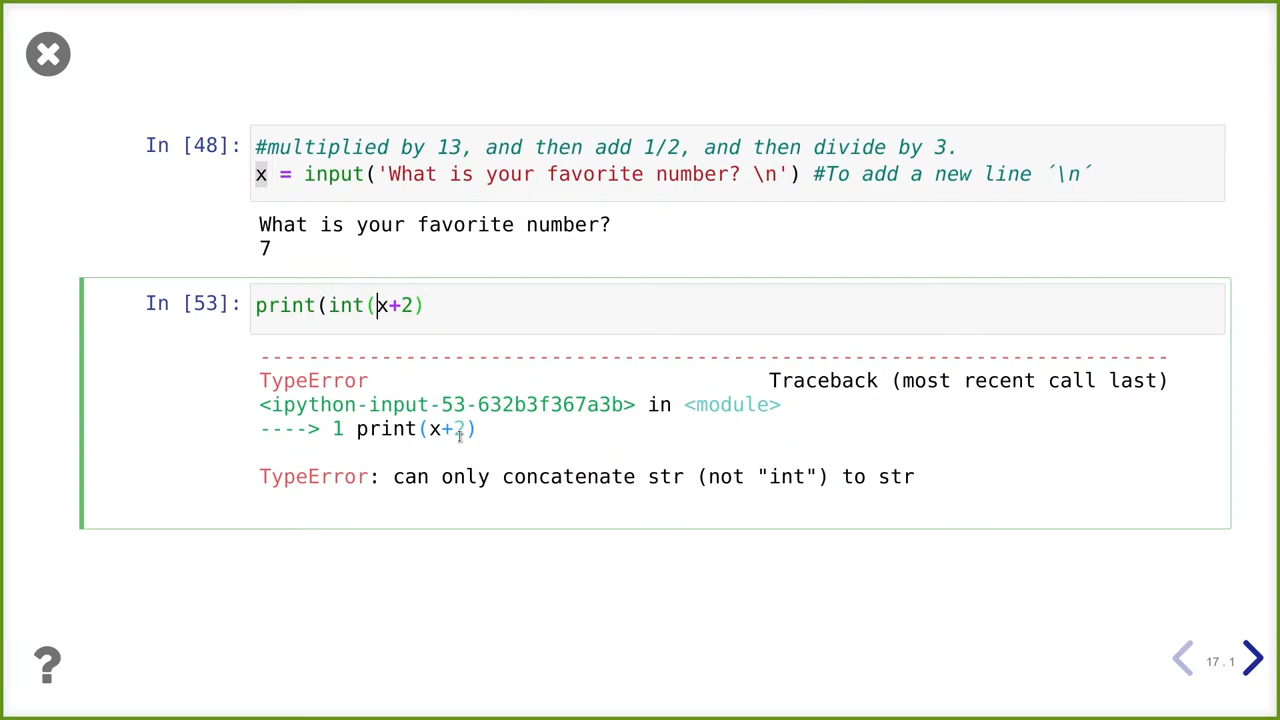 In [48]: #multiplied by 13, and then add 1/2, and then divide by 3.
x = input('What is your favorite number? \n') #To add a new line ´\n´
What is your favorite number?
7
In [53]: print(int(x+2)
---------------------------------------------------------------------------
TypeError Traceback (most recent call last)
<ipython-input-53-632b3f367a3b> in <module>
----> 1 print(x+2)
TypeError: can only concatenate str (not "int") to str
?
17.1